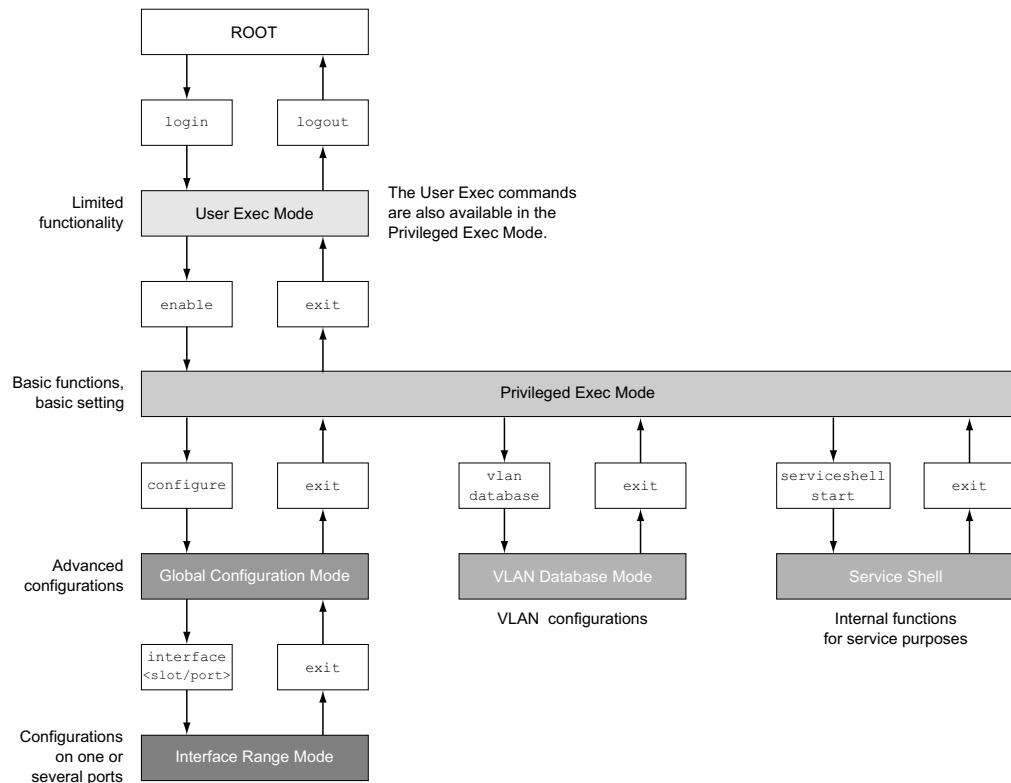 ROOT
login
logout
Limited
functionality
User Exec Mode
The User Exec commands
are also available in the
Privileged Exec Mode.
enable
exit
Basic functions,
basic setting
Privileged Exec Mode
configure
exit
vlan
database
exit
serviceshell
start
exit
Advanced
configurations
Global Configuration Mode
VLAN Database Mode
Service Shell
VLAN configurations
Internal functions
for service purposes
interface
<slot/port>
exit
Configurations
on one or
several ports
Interface Range Mode